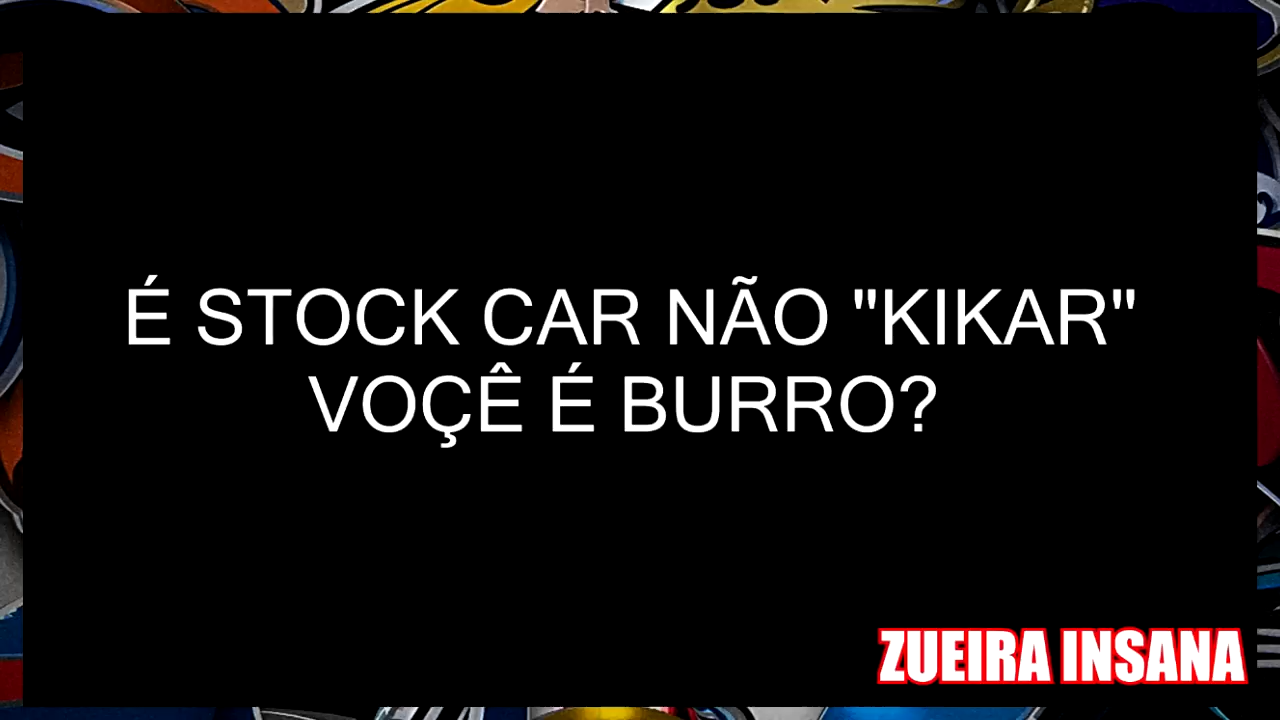 É STOCK CAR NÃO "KIKAR"
VOÇÊ É BURRO?
ZUEIRA INSANA